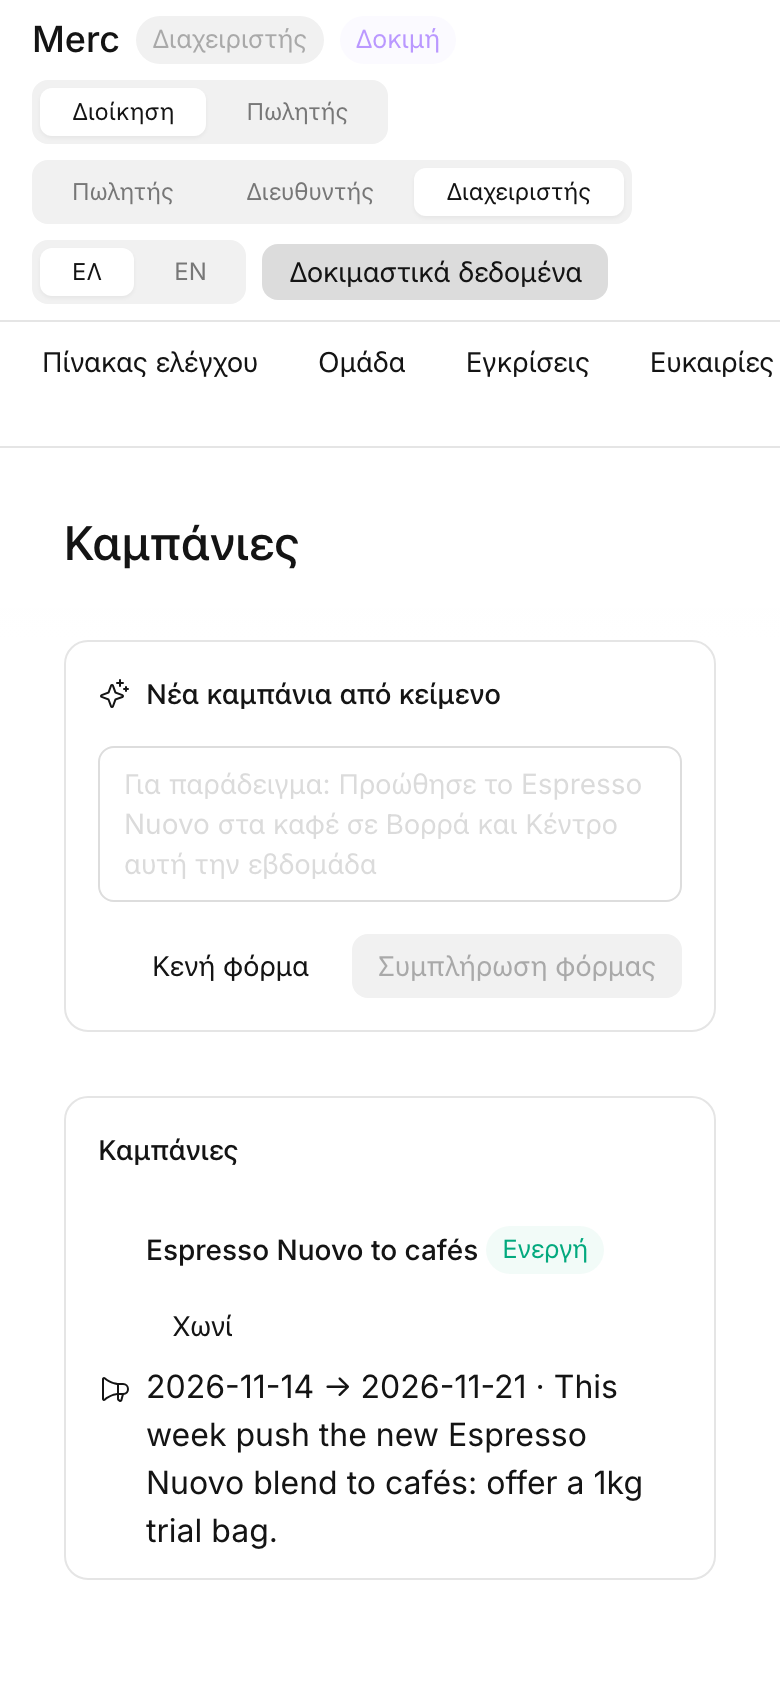 Merc Διαχειριστής Δοκιμή
Διοίκηση Πωλητής
Πωλητής Διευθυντής Διαχειριστής
ΕΛ EN Δοκιμαστικά δεδομένα
Πίνακας ελέγχου Ομάδα Εγκρίσεις Ευκαιρίες
Καμπάνιες
Νέα καμπάνια από κείμενο
Για παράδειγμα: Προώθησε το Espresso
Nuovo στα καφέ σε Βορρά και Κέντρο
αυτή την εβδομάδα
Κενή φόρμα Συμπλήρωση φόρμας
Καμπάνιες
Espresso Nuovo to cafés Ενεργή
Χωνί
2026-11-14 → 2026-11-21 · This
week push the new Espresso
Nuovo blend to cafés: offer a 1kg
trial bag.